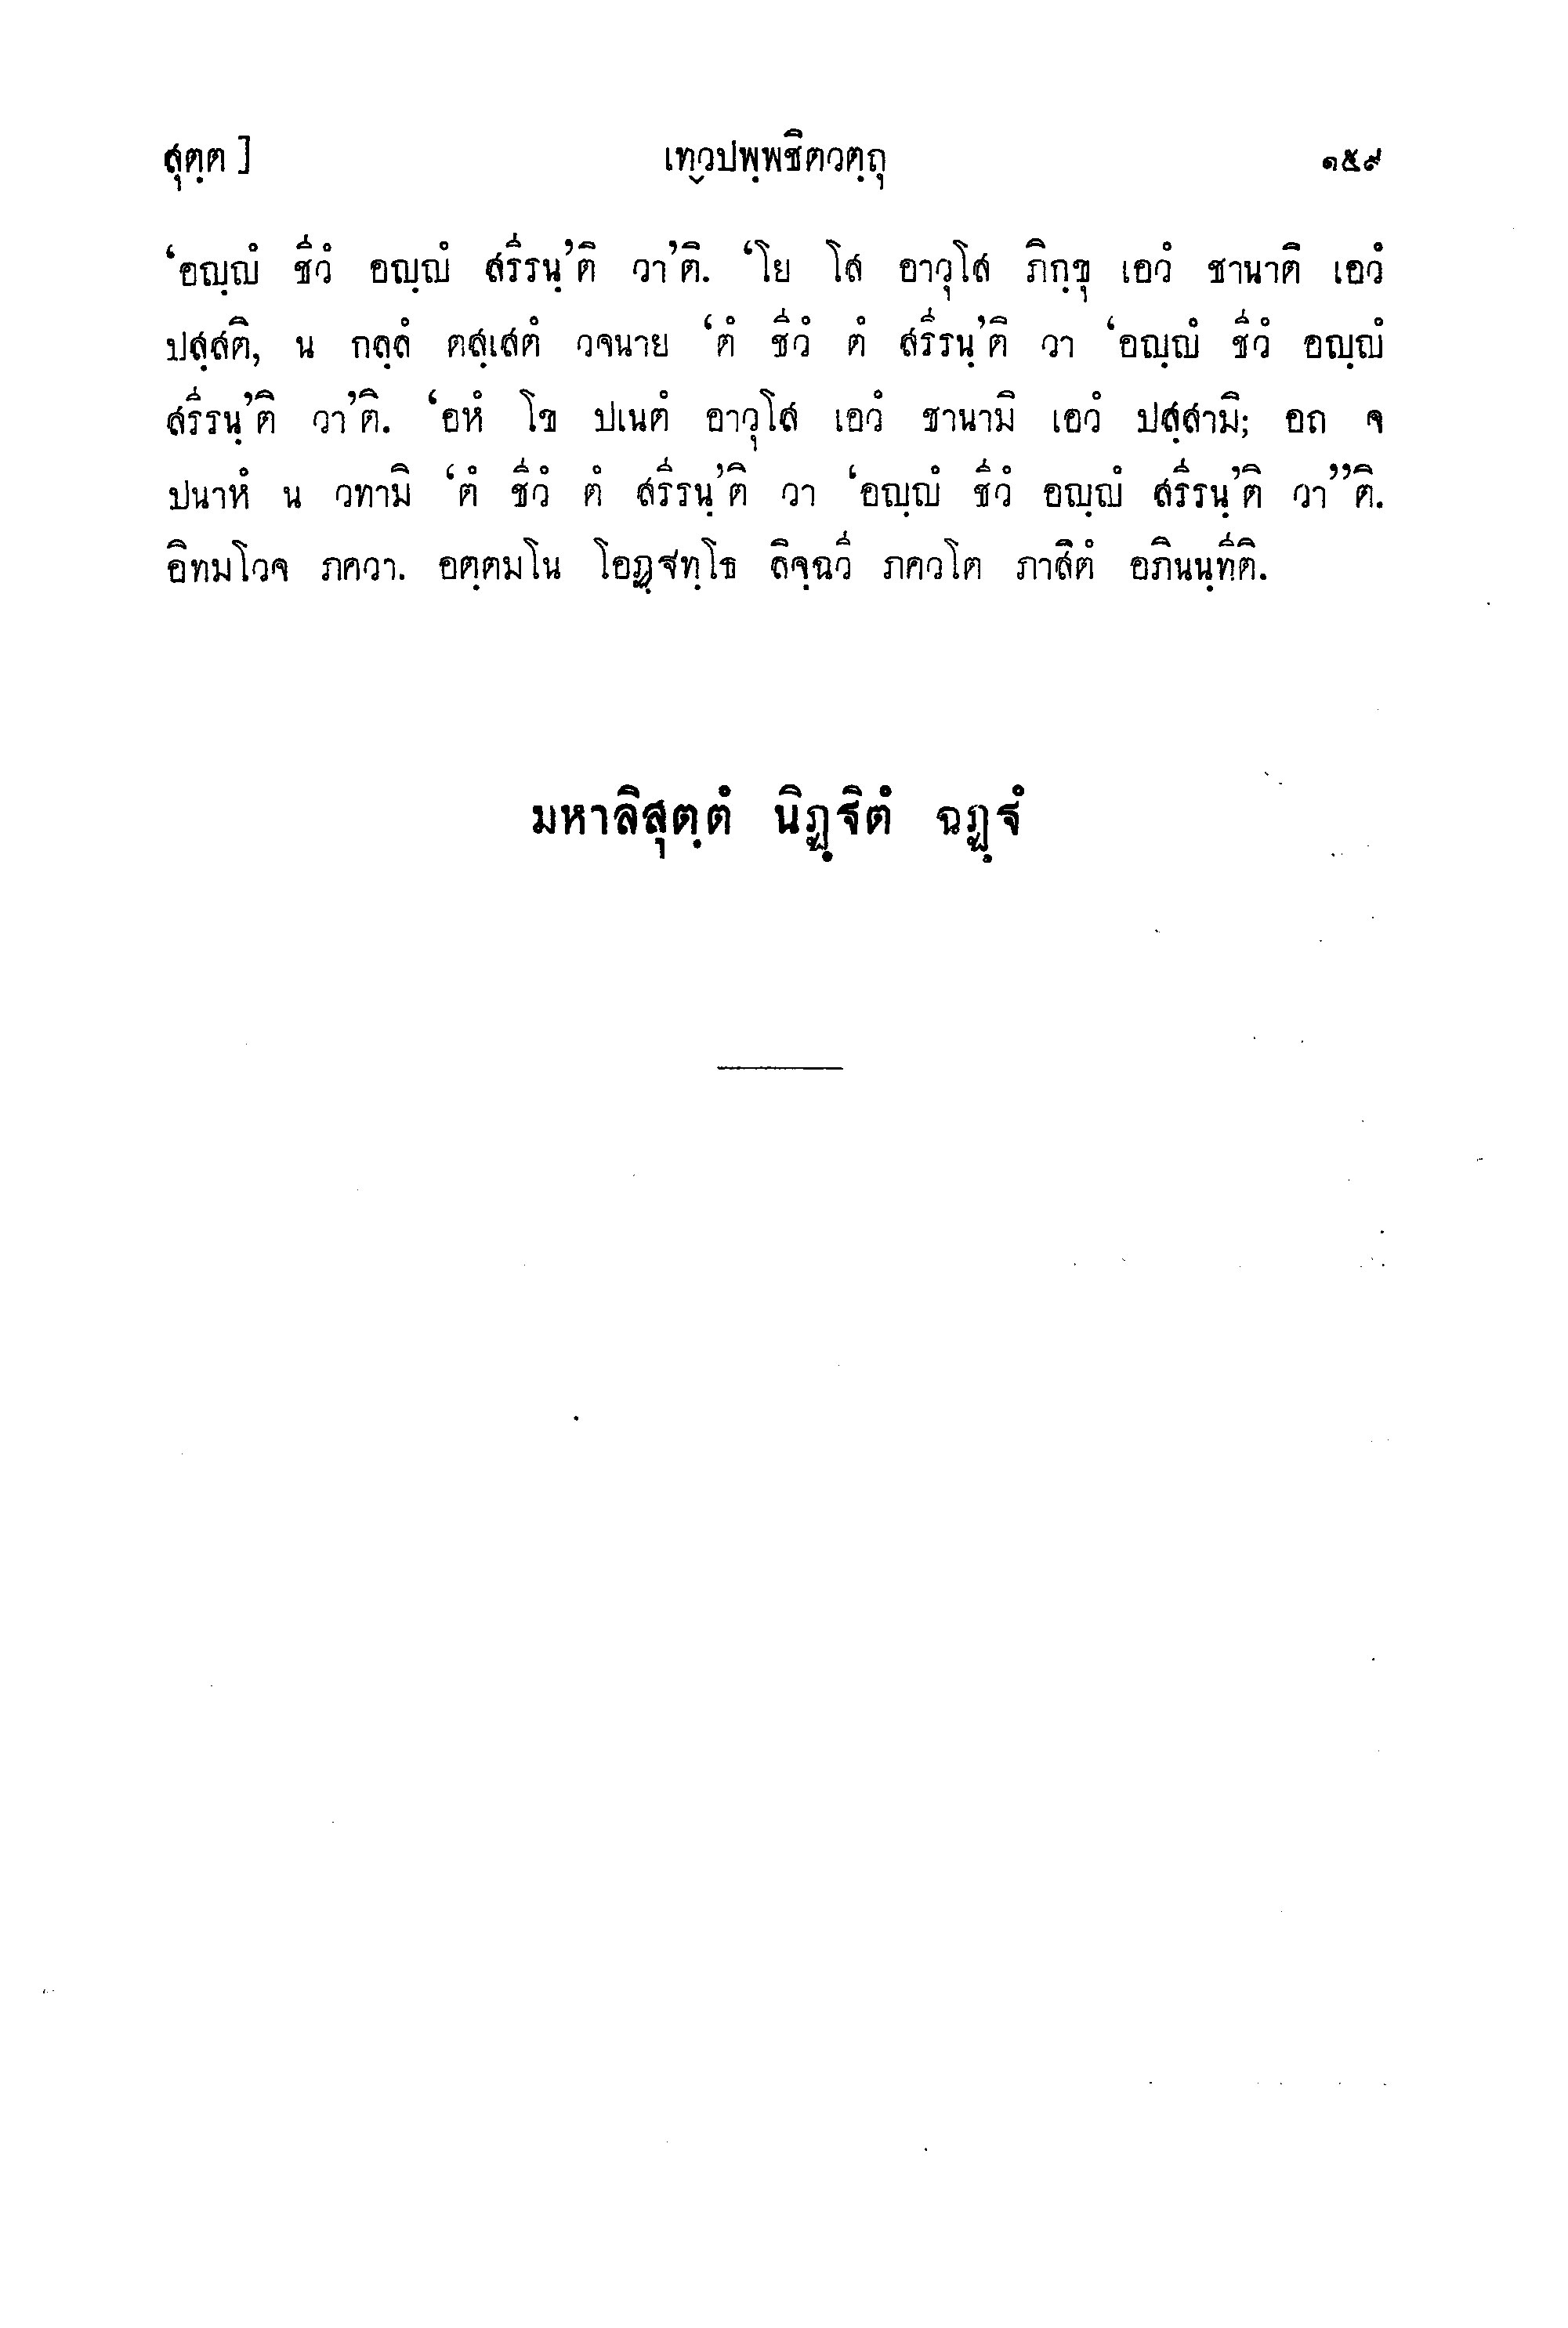 สุตฺต ] เทฺวปพฺพชิตวตฺถุ ๑๕๙
‘อญฺญํ ชีวํ อญฺญํ สรีรนฺ’ติ วา’ติ. ‘โย โส อาวุโส ภิกฺขุ เอวํ ชานาติ เอวํ
ปสฺสติ, น กลฺลํ ตสฺเสตํ วจนาย ‘ตํ ชีวํ ตํ สรีรนฺ’ติ วา ‘อญฺญํ ชีวํ อญฺญํ
สรีรนฺ’ติ วา’ติ. ‘อหํ โข ปเนตํ อาวุโส เอวํ ชานามิ เอวํ ปสฺสามิ; อถ จ
ปนาหํ น วทามิ ‘ตํ ชีวํ ตํ สรีรนฺ’ติ วา ‘อญฺญํ ชีวํ อญฺญํ สรีรนฺ’ติ วา’’ติ.
อิทมโวจ ภควา. อตฺตมโน โอฏฺฐทฺโธ ลิจฺฉวี ภควโต ภาสิตํ อภินนฺทีติ.
มหาลิสุตฺตํ นิฏฺฐิตํ ฉฏฺฐํ